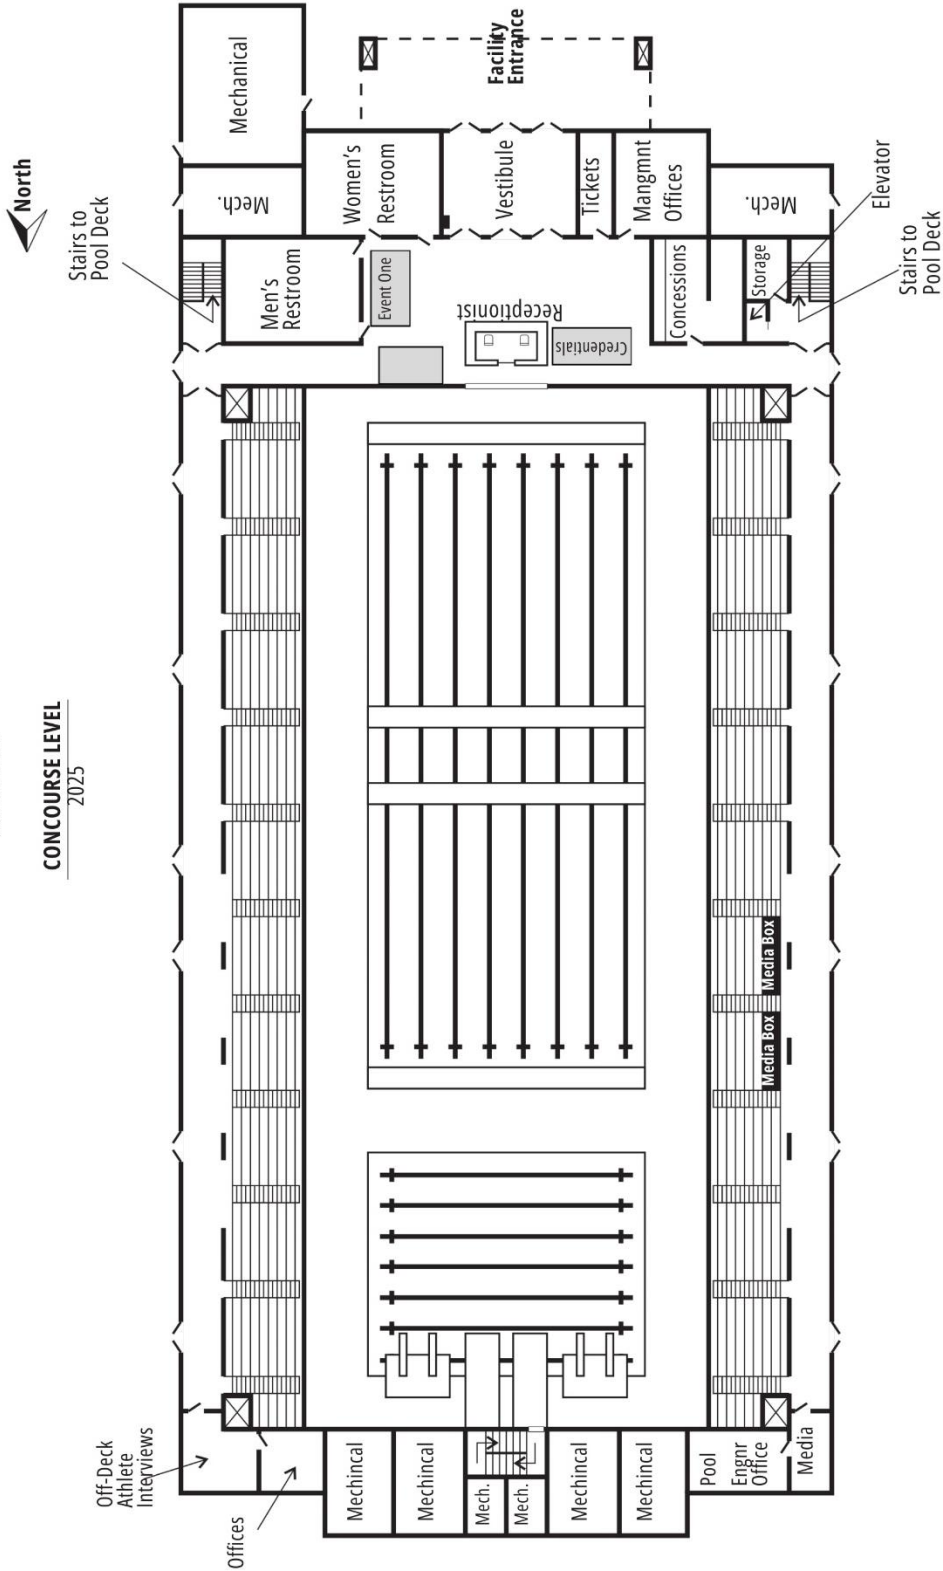 CONCOURSE LEVEL
2025
North
Stairs to
Pool Deck
Mechanical
Mech.
Men's
Restroom
Women's
Restroom
Facility
Entrance
Event One
Vestibule
Receptionist
Credentials
Tickets
Mangmnt
Offices
Concessions
Storage
Mech.
Elevator
Stairs to
Pool Deck
Media Box
Media Box
Off-Deck
Athlete
Interviews
Offices
Mechincal
Mechincal
Mech.
Mech.
Mechincal
Mechincal
Pool
Engnr
Office
Media